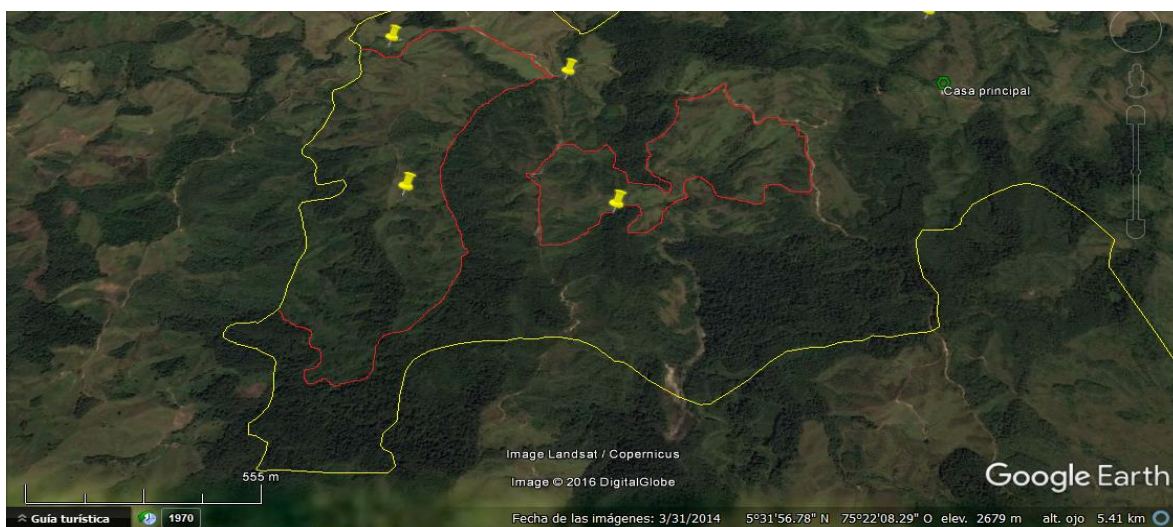 Casa principal
Image Landsat / Copernicus
555 m
Image © 2016 DigitalGlobe
Google Earth
Guía turística
1970
Fecha de las imágenes: 3/31/2014 5°31'56.78" N 75°22'08.29" O elev. 2679 m alt. ojo 5.41 km